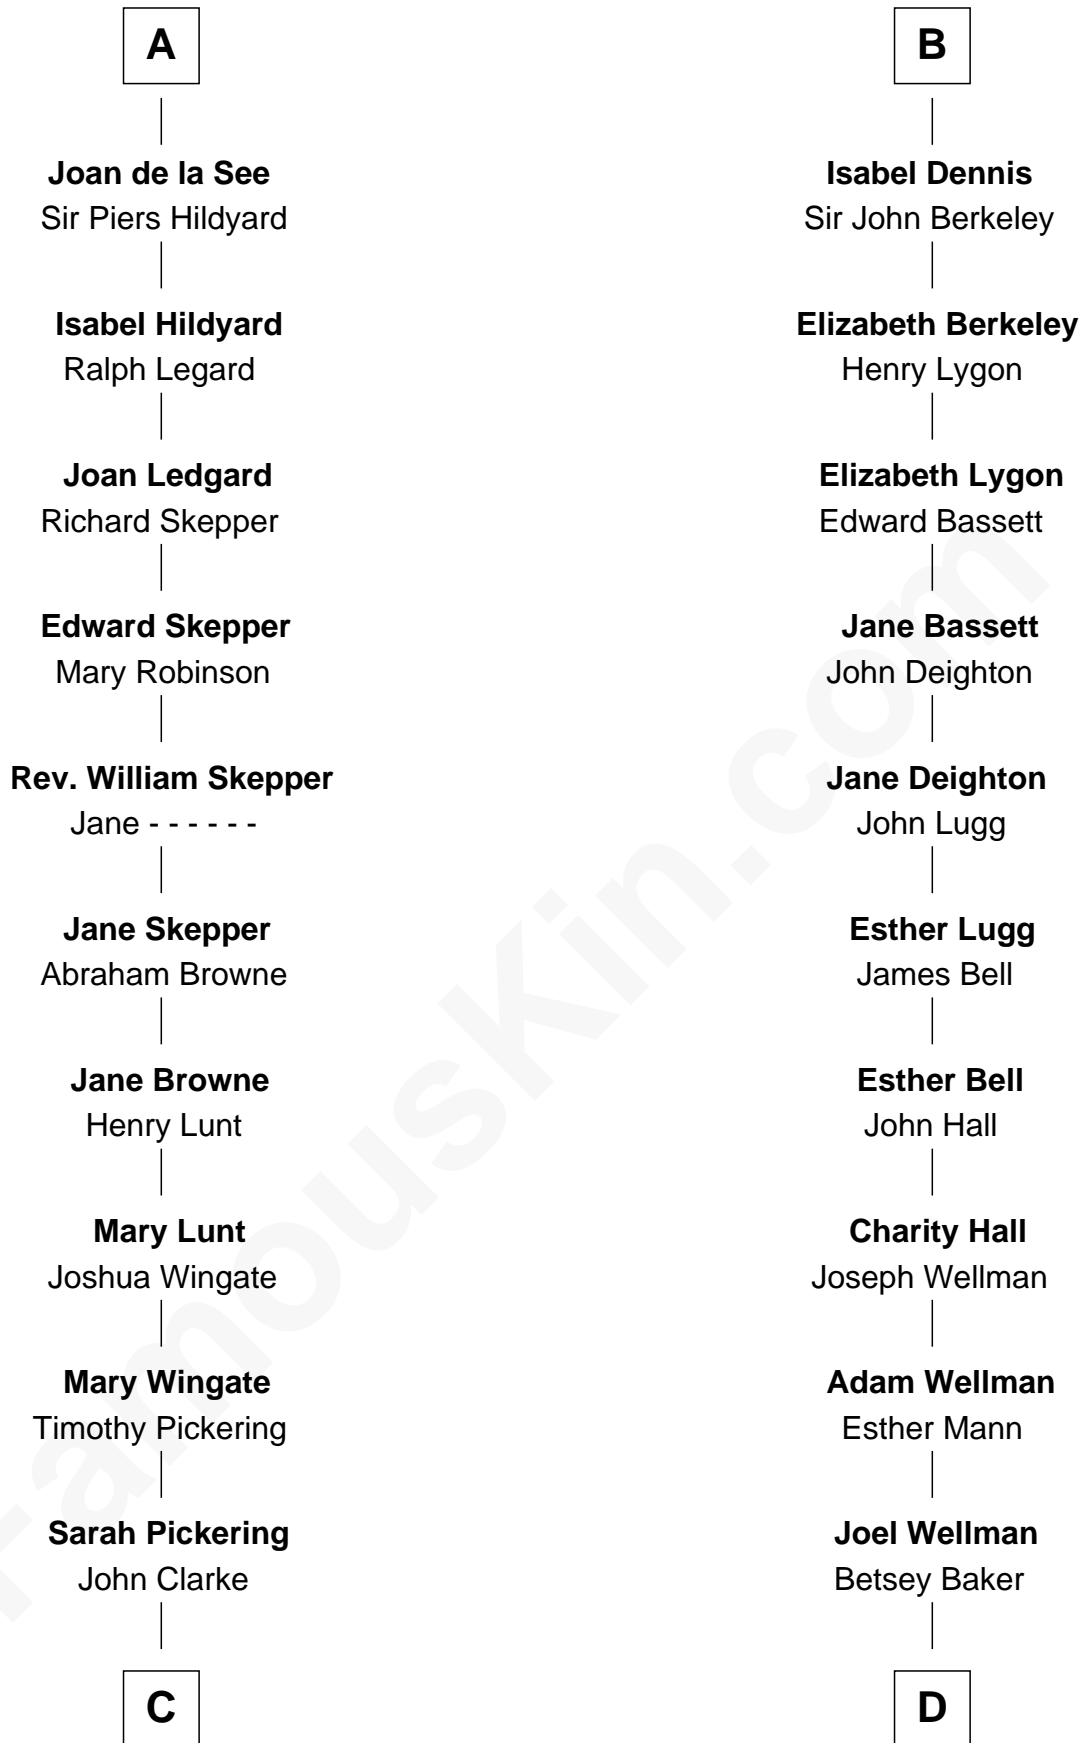 A
Joan de la See
Sir Piers Hildyard
Isabel Hildyard
Ralph Legard
Joan Ledgard
Richard Skepper
Edward Skepper
Mary Robinson
Rev. William Skepper
Jane - - - - - -
Jane Skepper
Abraham Browne
Jane Browne
Henry Lunt
Mary Lunt
Joshua Wingate
Mary Wingate
Timothy Pickering
Sarah Pickering
John Clarke
C
B
Isabel Dennis
Sir John Berkeley
Elizabeth Berkeley
Henry Lygon
Elizabeth Lygon
Edward Bassett
Jane Bassett
John Deighton
Jane Deighton
John Lugg
Esther Lugg
James Bell
Esther Bell
John Hall
Charity Hall
Joseph Wellman
Adam Wellman
Esther Mann
Joel Wellman
Betsey Baker
D
FamousKin.com